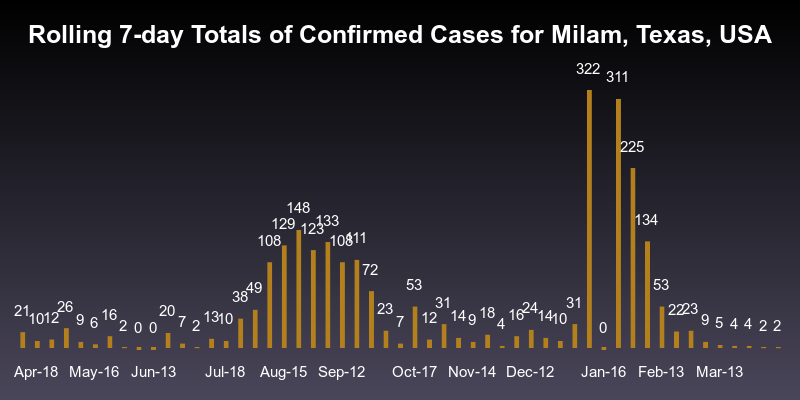 Rolling 7-day Totals of Confirmed Cases for Milam, Texas, USA
21 10 12 26 9 6 16 2 0 0 20 7 2 13 10 38 49 108 129 148 123 133 108 111 72 23 7 53 12 31 14 9 18 4 16 24 14 10 31 322 0 311 225 134 53 22 23 9 5 4 4 2 2
Apr-18 May-16 Jun-13 Jul-18 Aug-15 Sep-12 Oct-17 Nov-14 Dec-12 Jan-16 Feb-13 Mar-13